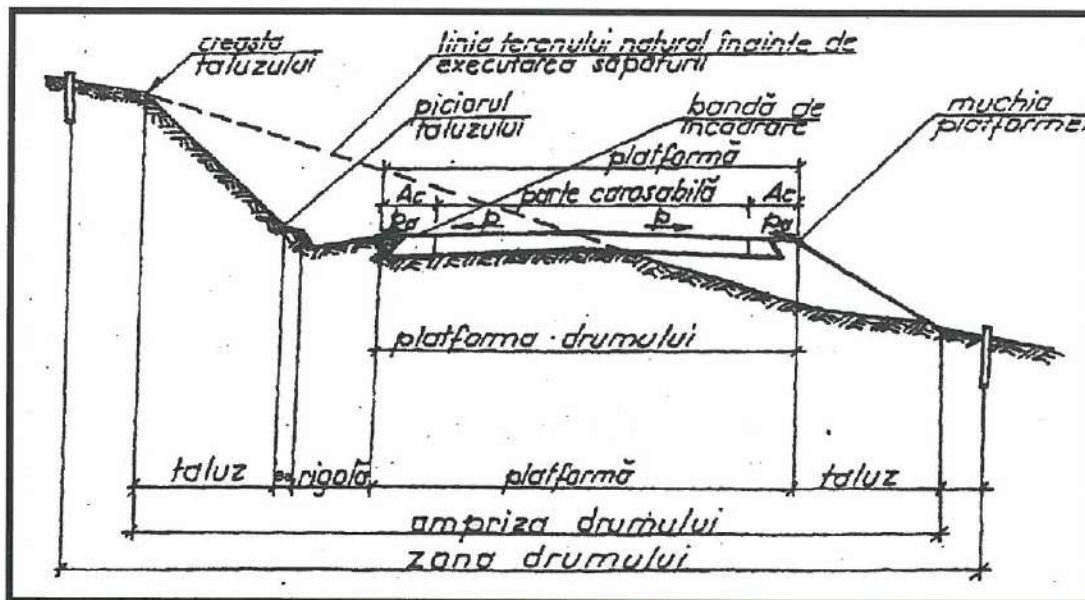 creasta
taluzului
linia terenului natural înainte de
executarea săpăturii
piciorul
taluzului
bandă de
încadrare
muchia
platformei
platformă
Ac
parte carosabilă
Ac
pa
p
p
pa
platforma drumului
taluz
rigolă
platformă
taluz
ampriza drumului
zona drumului